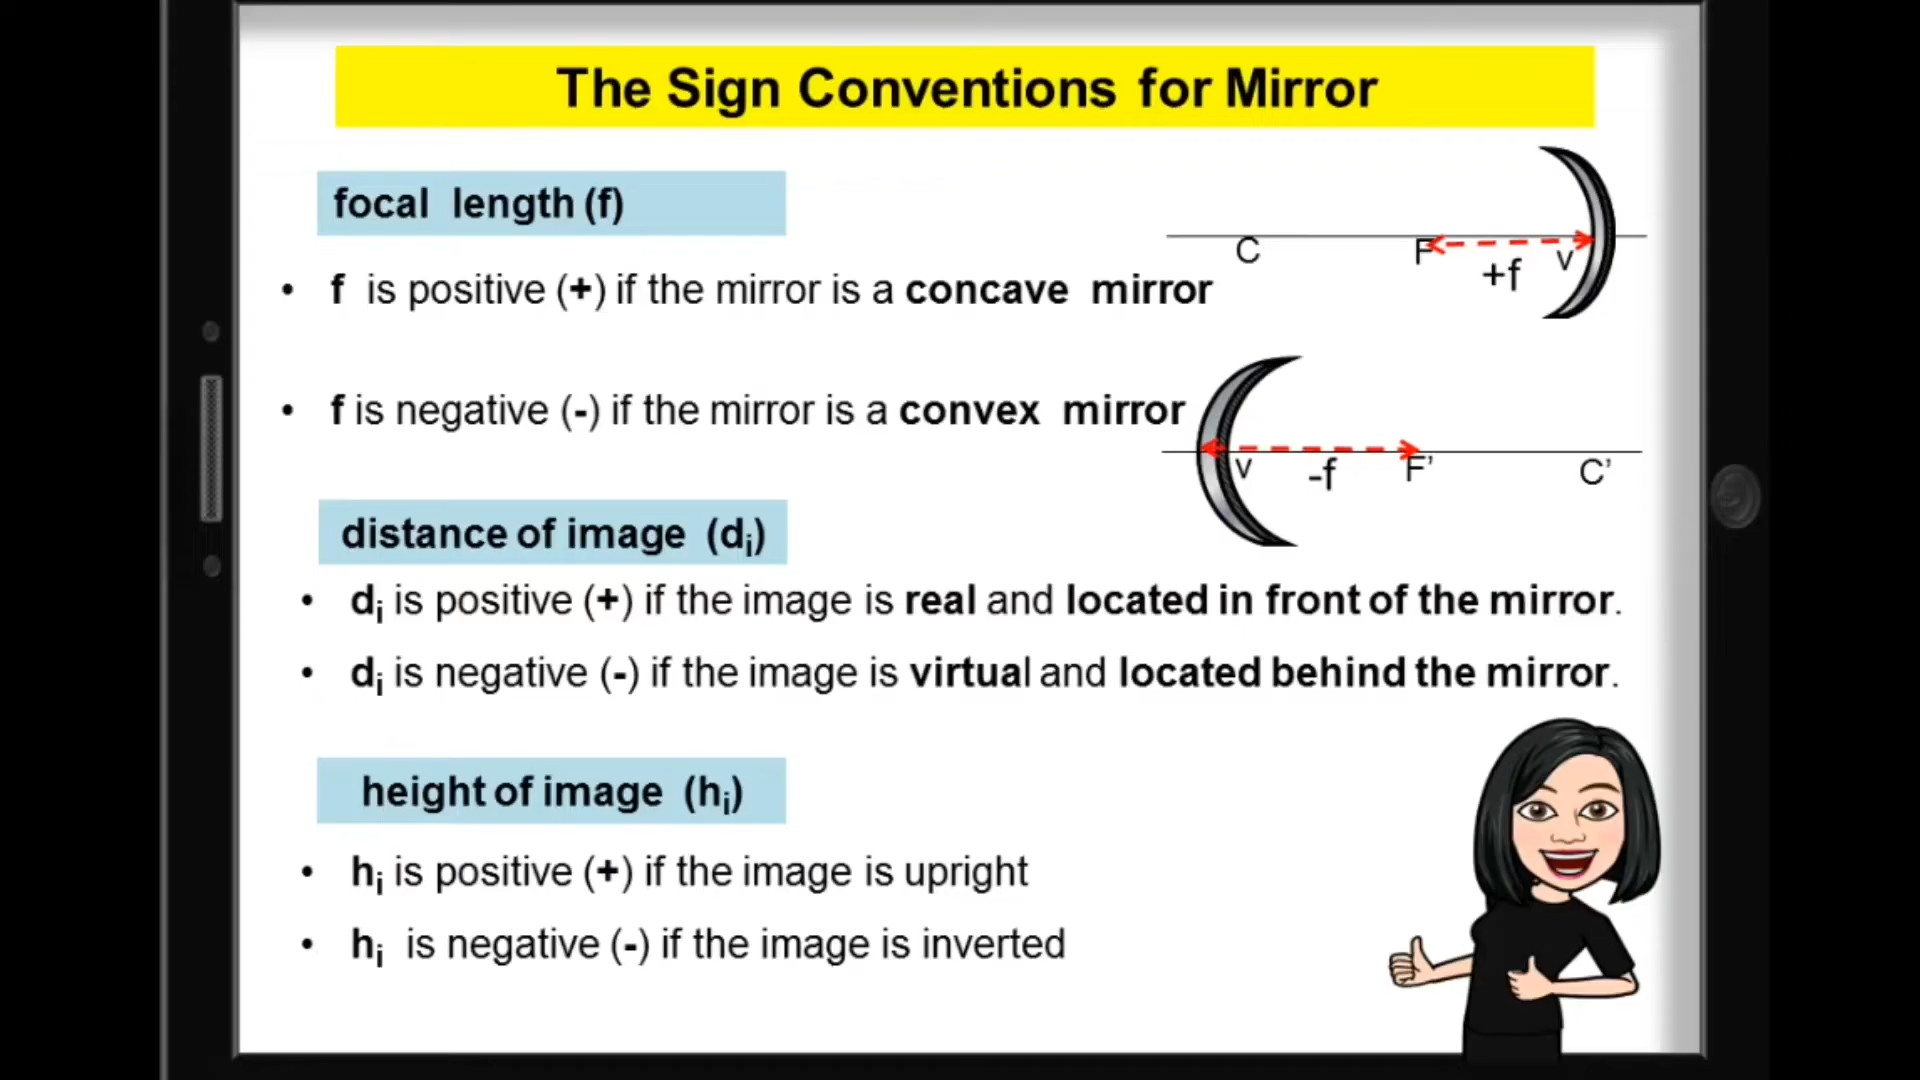 The Sign Conventions for Mirror
focal length (f)
C F +f v
• f is positive (+) if the mirror is a concave mirror
• f is negative (-) if the mirror is a convex mirror
v -f F' C'
distance of image (di)
• di is positive (+) if the image is real and located in front of the mirror.
• di is negative (-) if the image is virtual and located behind the mirror.
height of image (hi)
• hi is positive (+) if the image is upright
• hi is negative (-) if the image is inverted